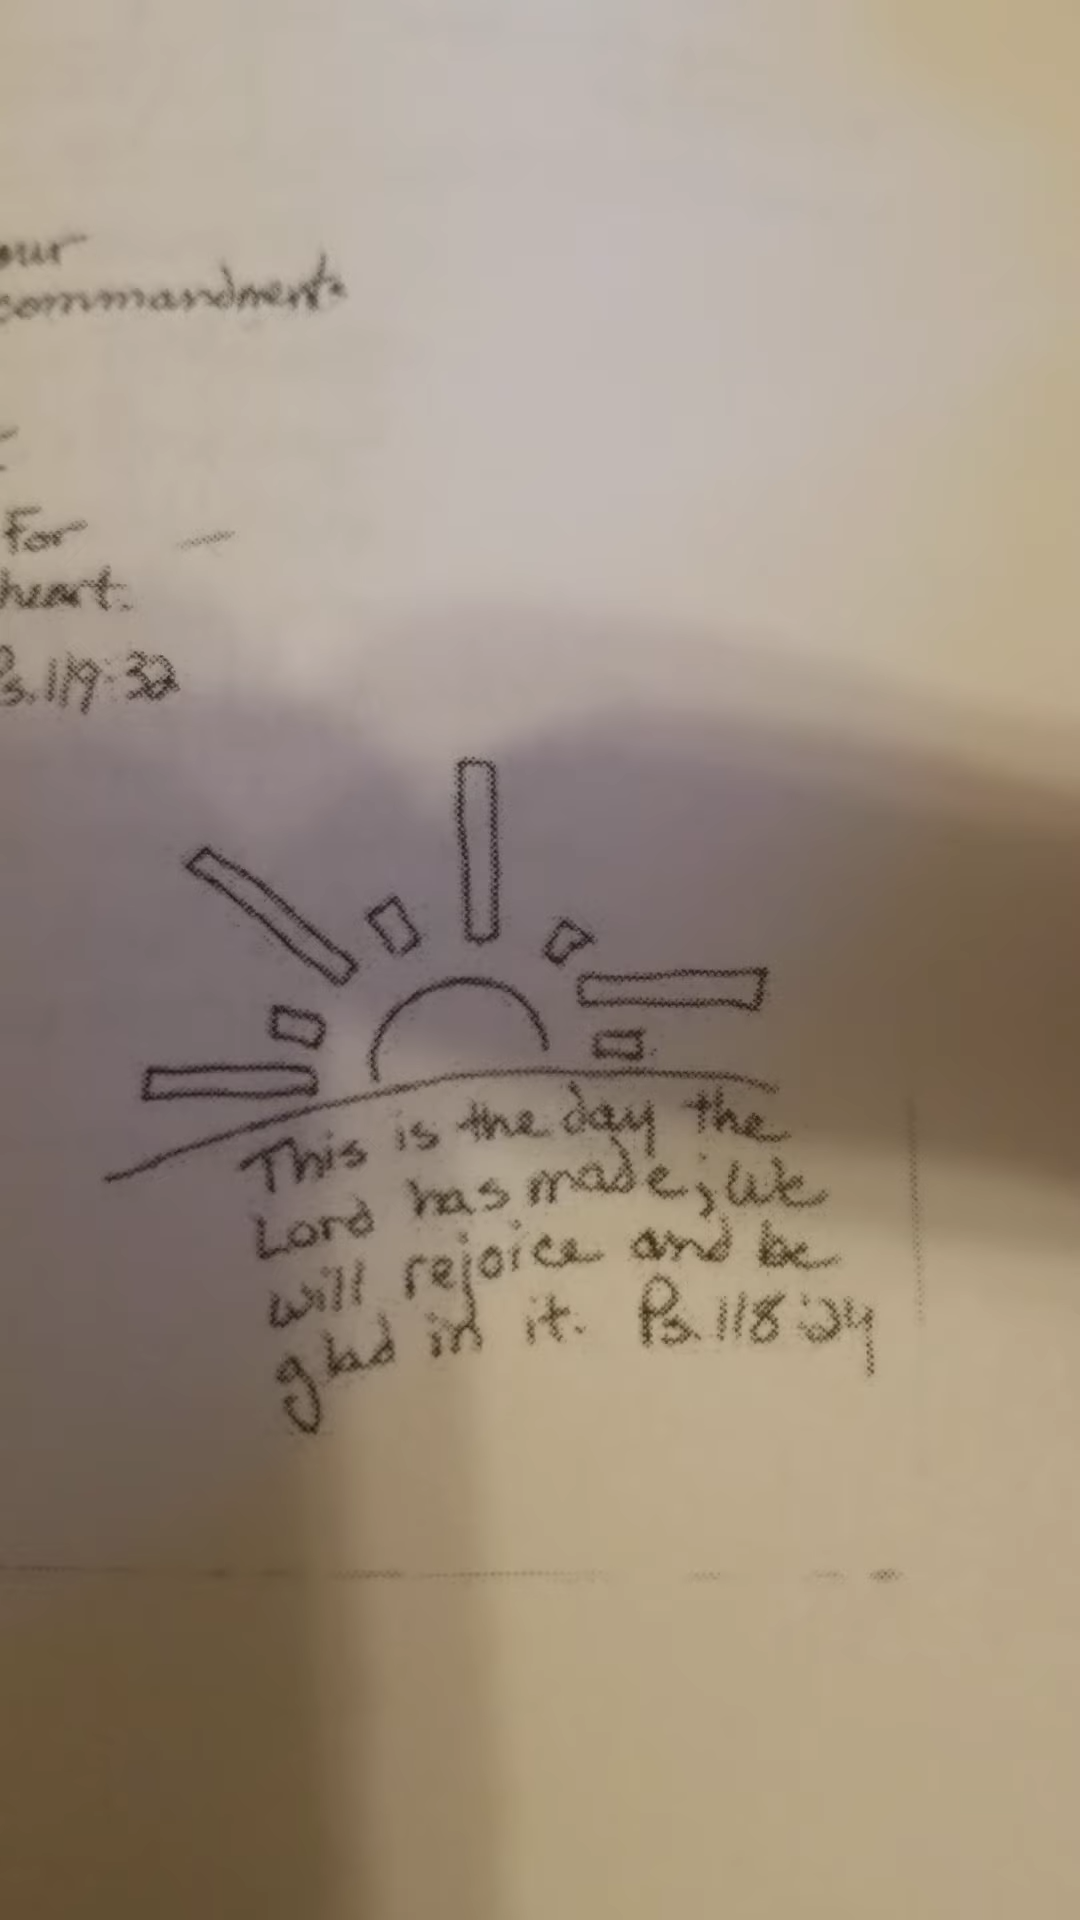 our
commandments
For
heart.
Ps. 119:32
This is the day the
Lord has made; We
will rejoice and be
glad in it. Ps. 118:24